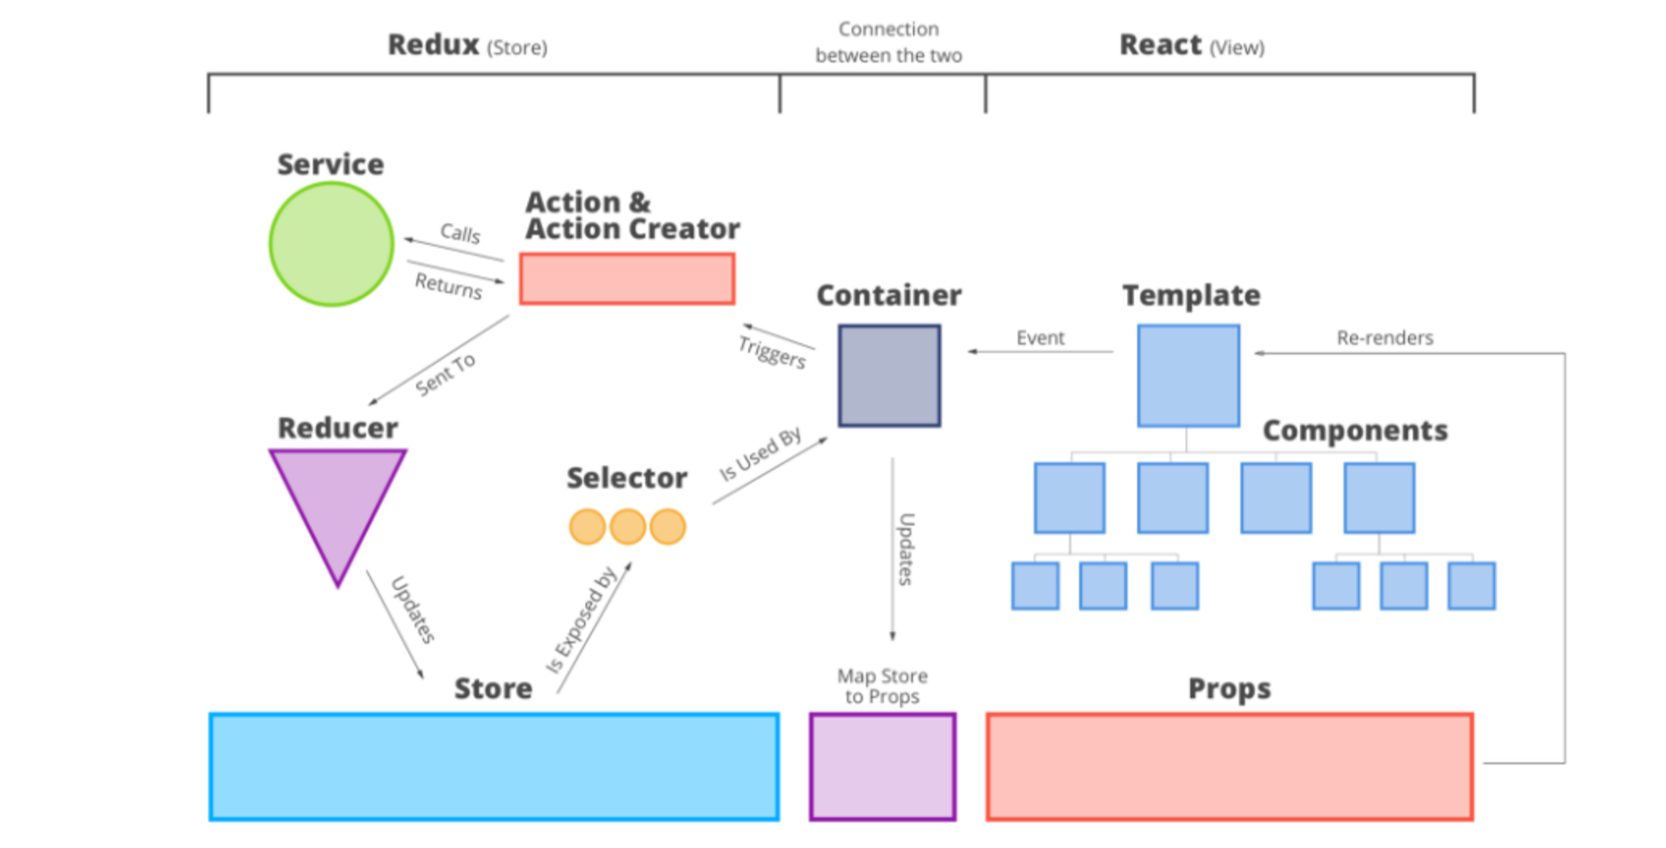 Redux (Store)
Connection
between the two
React (View)
Service
Action &
Action Creator
Calls
Returns
Container
Template
Triggers
Event
Re-renders
Sent To
Reducer
Selector
Is Used By
Components
Updates
Updates
Is Exposed by
Store
Map Store
to Props
Props